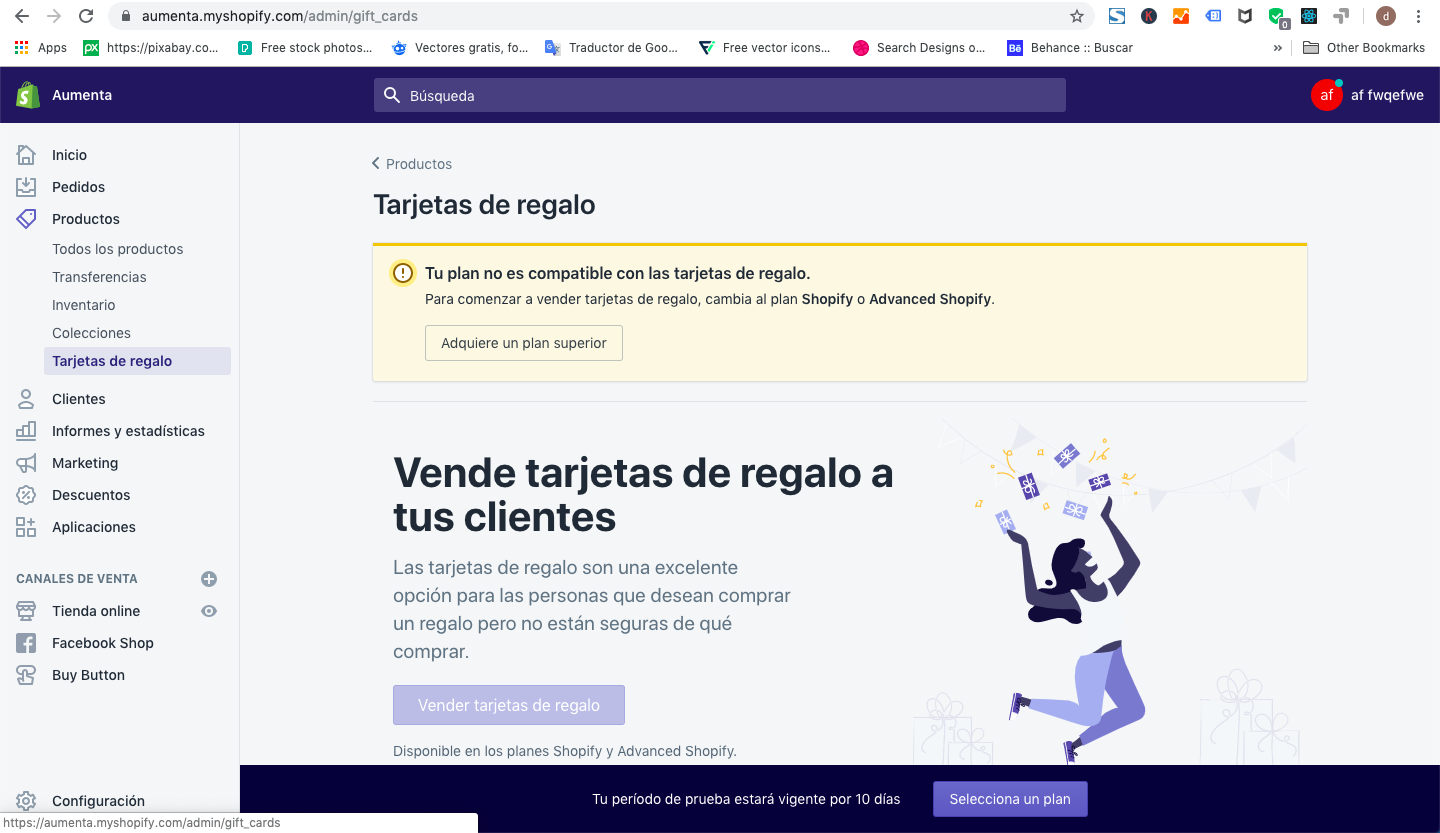 aumenta.myshopify.com/admin/gift_cards
Apps
https://pixabay.co...
Free stock photos...
Vectores gratis, fo...
Traductor de Goo...
Free vector icons...
Search Designs o...
Behance :: Buscar
»
Other Bookmarks
Aumenta
Búsqueda
af
af fwqefwe
Inicio
Pedidos
Productos
Todos los productos
Transferencias
Inventario
Colecciones
Tarjetas de regalo
Clientes
Informes y estadísticas
Marketing
Descuentos
Aplicaciones
CANALES DE VENTA
Tienda online
Facebook Shop
Buy Button
Configuración
Productos
Tarjetas de regalo
Tu plan no es compatible con las tarjetas de regalo.
Para comenzar a vender tarjetas de regalo, cambia al plan Shopify o Advanced Shopify.
Adquiere un plan superior
Vende tarjetas de regalo a
tus clientes
Las tarjetas de regalo son una excelente
opción para las personas que desean comprar
un regalo pero no están seguras de qué
comprar.
Vender tarjetas de regalo
Disponible en los planes Shopify y Advanced Shopify.
Tu período de prueba estará vigente por 10 días
Selecciona un plan
https://aumenta.myshopify.com/admin/gift_cards